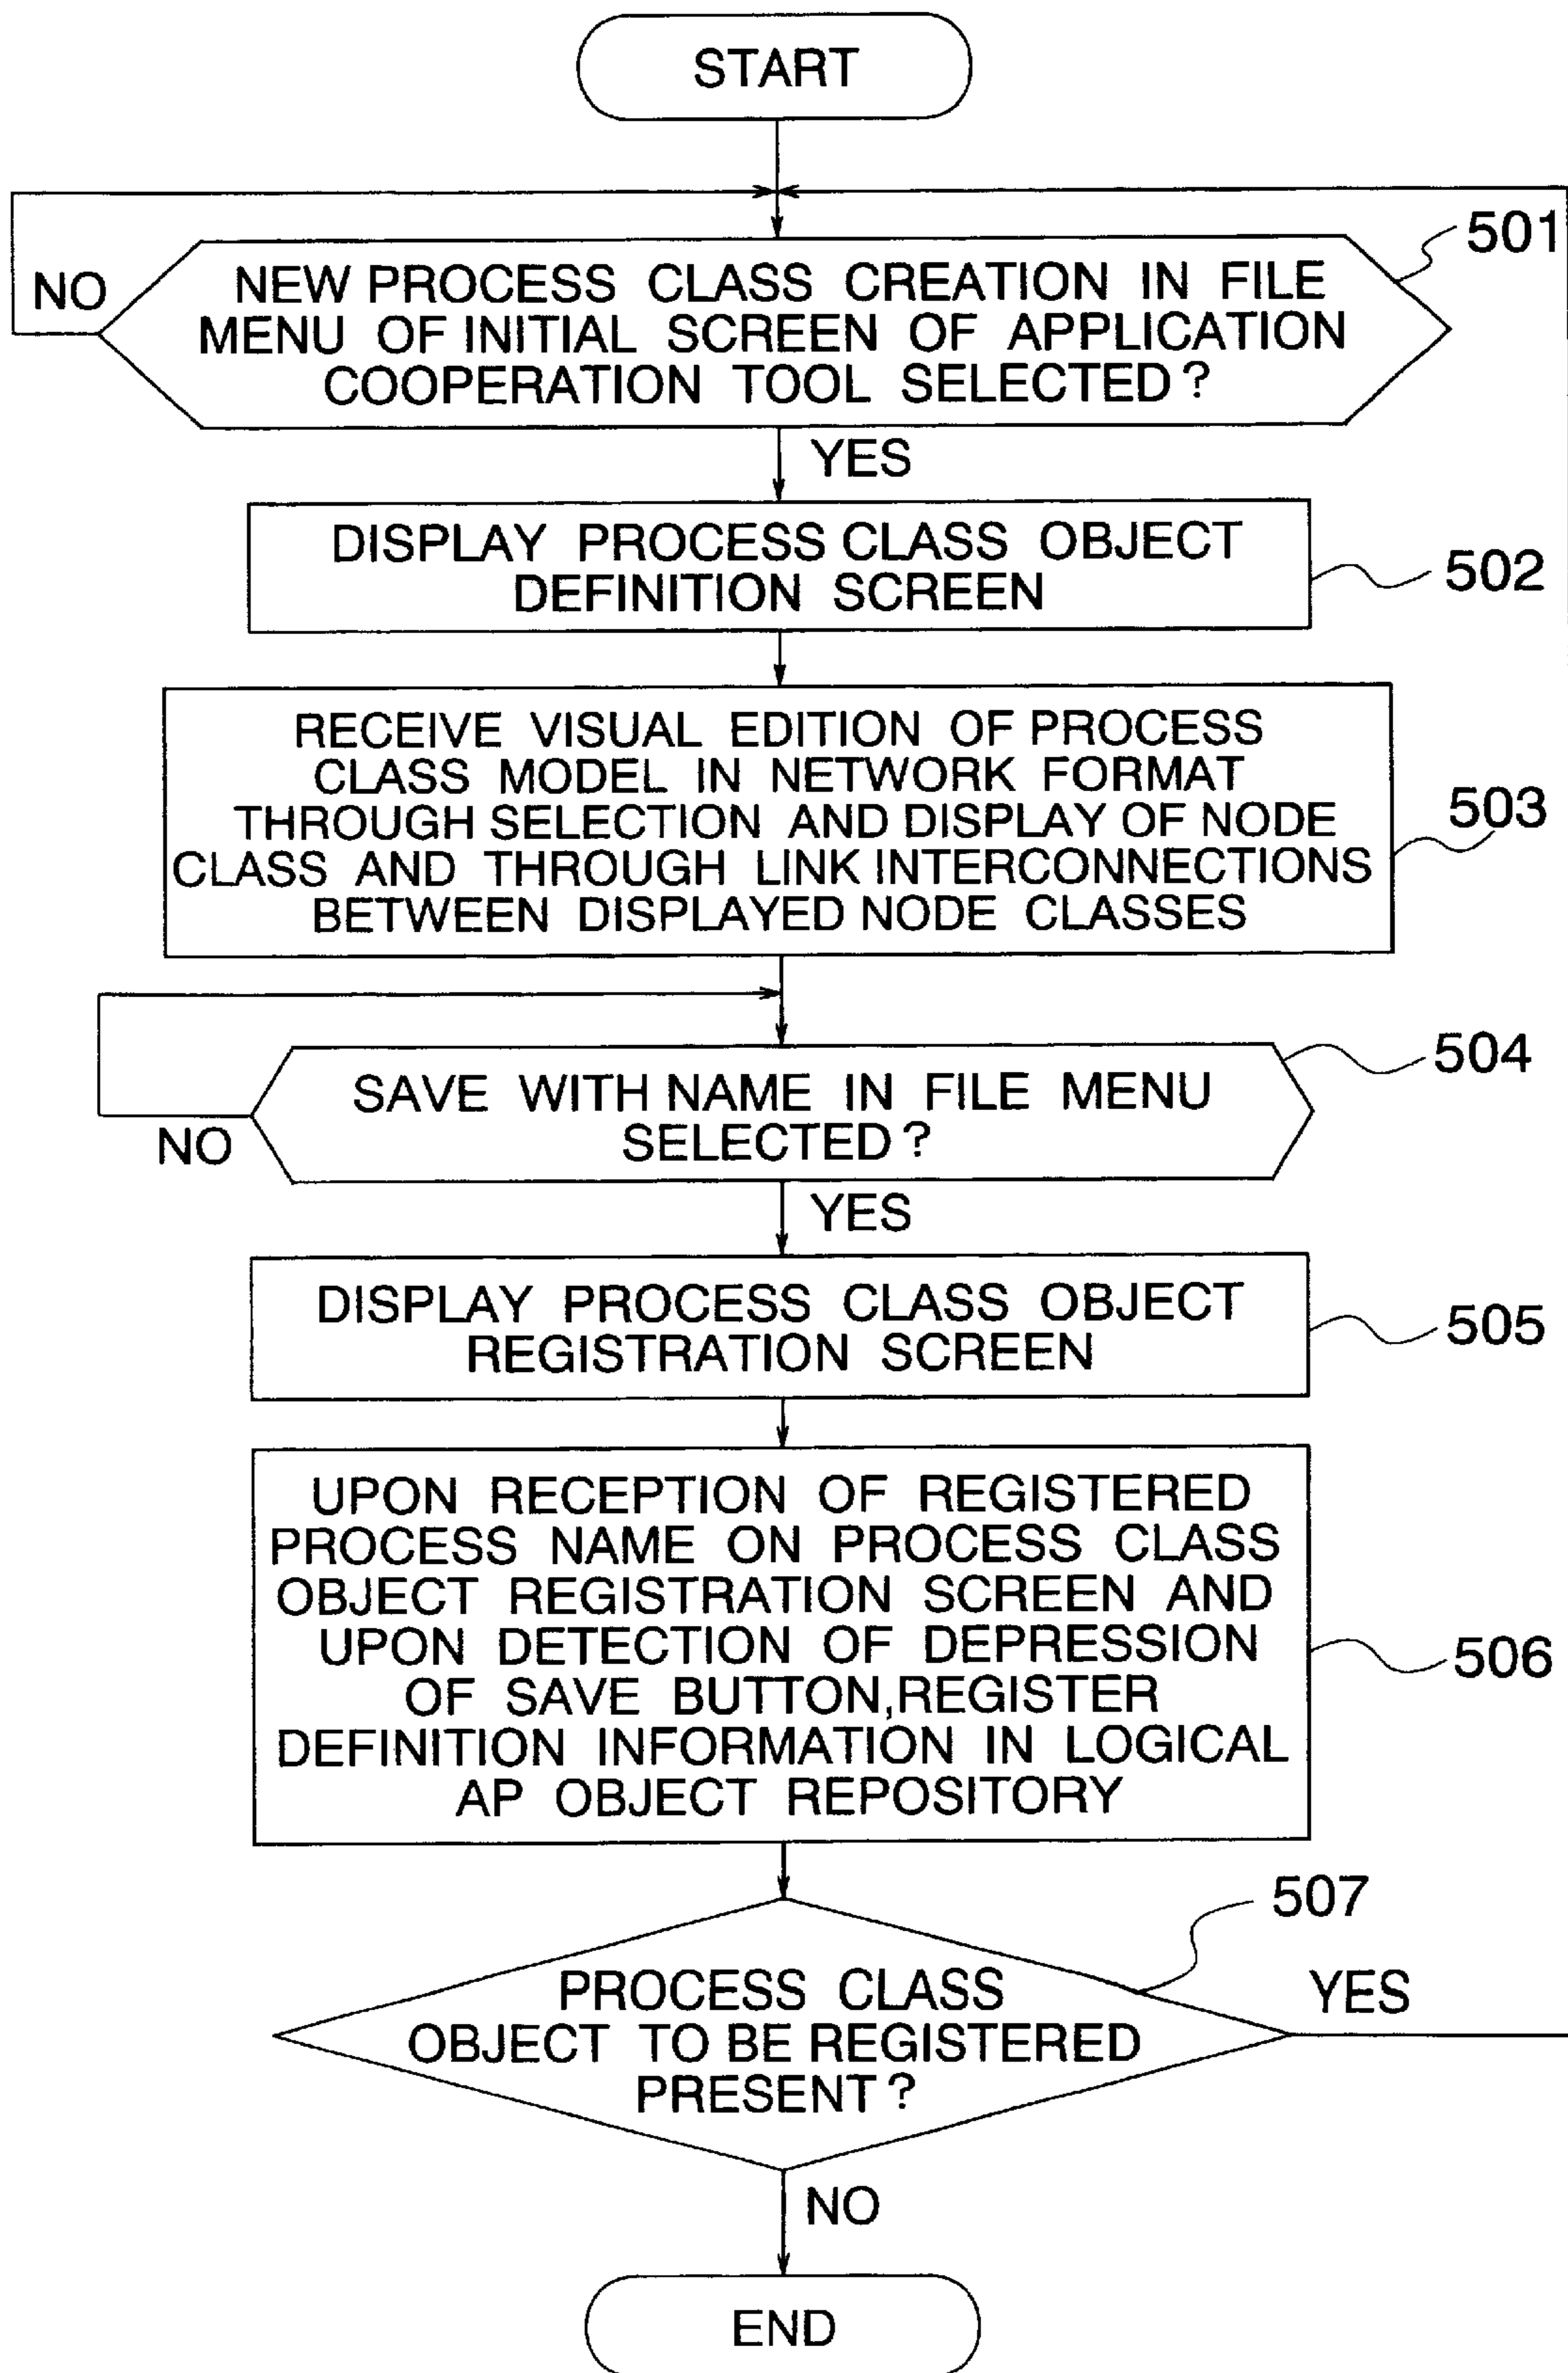 START
501
NO
NEW PROCESS CLASS CREATION IN FILE
MENU OF INITIAL SCREEN OF APPLICATION
COOPERATION TOOL SELECTED?
YES
DISPLAY PROCESS CLASS OBJECT
DEFINITION SCREEN
502
RECEIVE VISUAL EDITION OF PROCESS
CLASS MODEL IN NETWORK FORMAT
THROUGH SELECTION AND DISPLAY OF NODE
CLASS AND THROUGH LINK INTERCONNECTIONS
BETWEEN DISPLAYED NODE CLASSES
503
504
SAVE WITH NAME IN FILE MENU
SELECTED?
NO
YES
DISPLAY PROCESS CLASS OBJECT
REGISTRATION SCREEN
505
UPON RECEPTION OF REGISTERED
PROCESS NAME ON PROCESS CLASS
OBJECT REGISTRATION SCREEN AND
UPON DETECTION OF DEPRESSION
OF SAVE BUTTON,REGISTER
DEFINITION INFORMATION IN LOGICAL
AP OBJECT REPOSITORY
506
507
PROCESS CLASS
OBJECT TO BE REGISTERED
PRESENT?
YES
NO
END